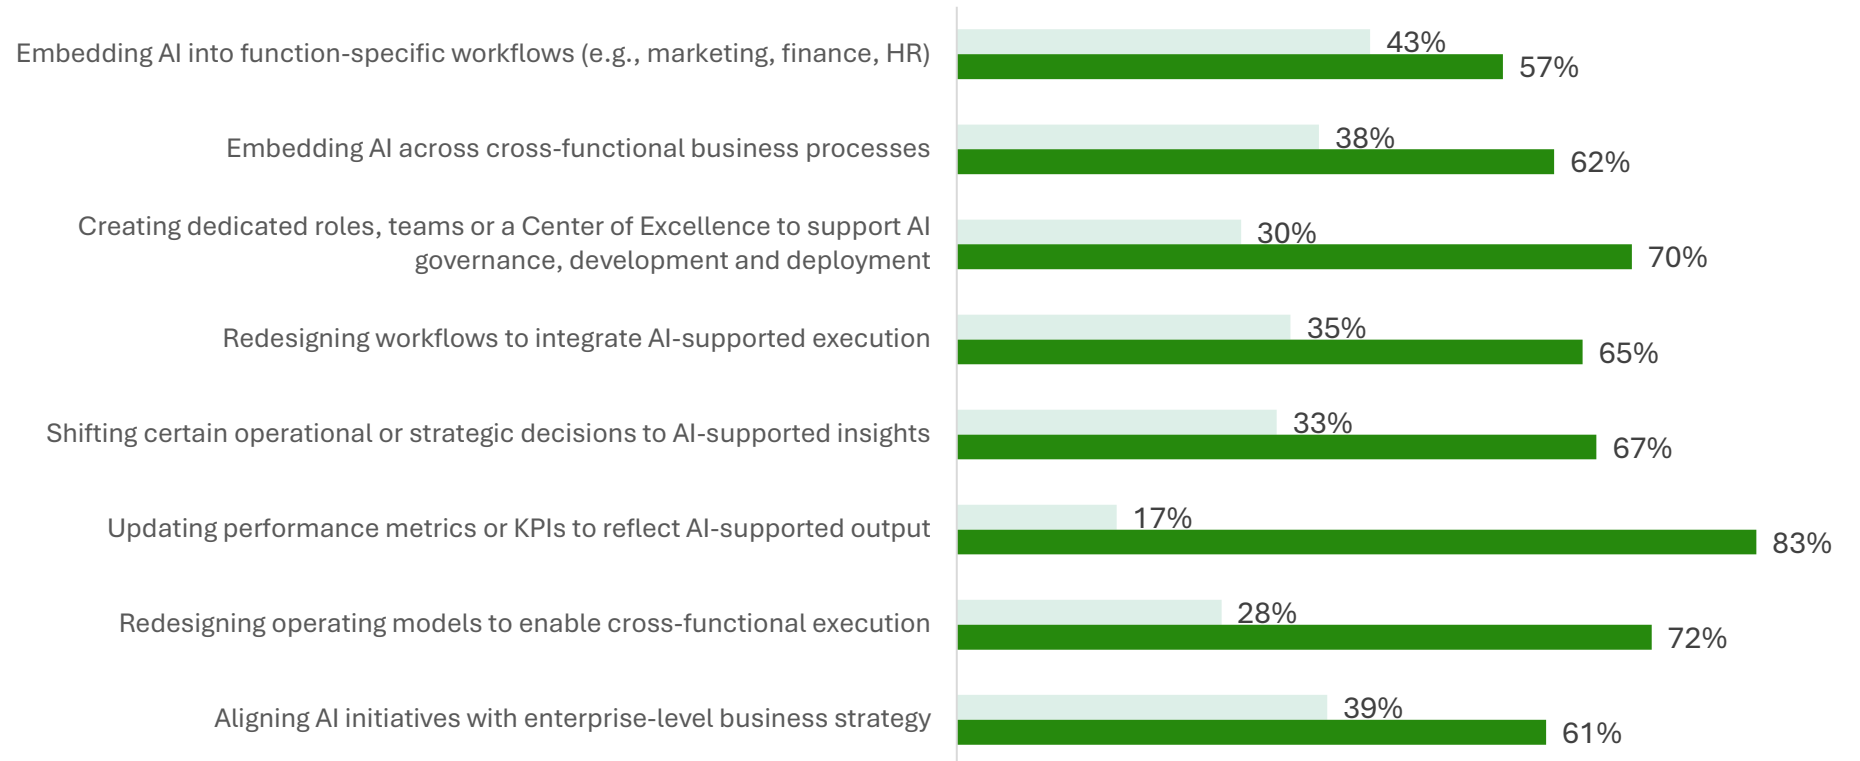 Embedding AI into function-specific workflows (e.g., marketing, finance, HR)
43%
57%
Embedding AI across cross-functional business processes
38%
62%
Creating dedicated roles, teams or a Center of Excellence to support AI
governance, development and deployment
30%
70%
Redesigning workflows to integrate AI-supported execution
35%
65%
Shifting certain operational or strategic decisions to AI-supported insights
33%
67%
Updating performance metrics or KPIs to reflect AI-supported output
17%
83%
Redesigning operating models to enable cross-functional execution
28%
72%
Aligning AI initiatives with enterprise-level business strategy
39%
61%